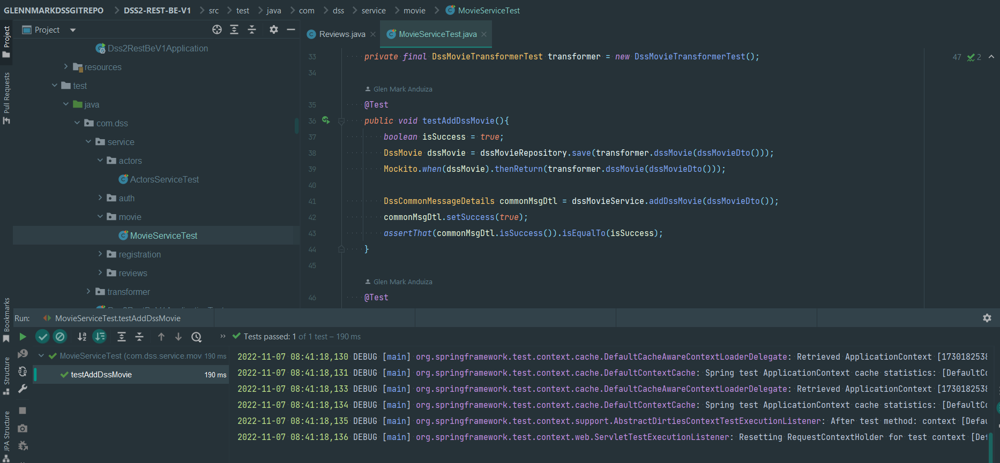 GLENNMARKDSSGITREPO > DSS2-REST-BE-V1 > src > test > java > com > dss > service > movie > MovieServiceTest
Project
Pull Requests
Bookmarks
Structure
JPA Structure
Project
Dss2RestBeV1Application
resources
test
java
com.dss
service
actors
ActorsServiceTest
auth
movie
MovieServiceTest
registration
reviews
transformer
Reviews.java
MovieServiceTest.java
47 2
33 private final DssMovieTransformerTest transformer = new DssMovieTransformerTest();
34
Glen Mark Anduiza
35 @Test
36 public void testAddDssMovie(){
37 boolean isSuccess = true;
38 DssMovie dssMovie = dssMovieRepository.save(transformer.dssMovie(dssMovieDto()));
39 Mockito.when(dssMovie).thenReturn(transformer.dssMovie(dssMovieDto()));
40
41 DssCommonMessageDetails commonMsgDtl = dssMovieService.addDssMovie(dssMovieDto());
42 commonMsgDtl.setSuccess(true);
43 assertThat(commonMsgDtl.isSuccess()).isEqualTo(isSuccess);
44 }
45
Glen Mark Anduiza
46 @Test
Run: MovieServiceTest.testAddDssMovie
Tests passed: 1 of 1 test – 190 ms
MovieServiceTest (com.dss.service.mov 190 ms
testAddDssMovie 190 ms
2022-11-07 08:41:18,130 DEBUG [main] org.springframework.test.context.cache.DefaultCacheAwareContextLoaderDelegate: Retrieved ApplicationContext [1730182538
2022-11-07 08:41:18,131 DEBUG [main] org.springframework.test.context.cache.DefaultContextCache: Spring test ApplicationContext cache statistics: [DefaultCo
2022-11-07 08:41:18,133 DEBUG [main] org.springframework.test.context.cache.DefaultCacheAwareContextLoaderDelegate: Retrieved ApplicationContext [1730182538
2022-11-07 08:41:18,134 DEBUG [main] org.springframework.test.context.cache.DefaultContextCache: Spring test ApplicationContext cache statistics: [DefaultCo
2022-11-07 08:41:18,135 DEBUG [main] org.springframework.test.context.support.AbstractDirtiesContextTestExecutionListener: After test method: context [Defau
2022-11-07 08:41:18,136 DEBUG [main] org.springframework.test.context.web.ServletTestExecutionListener: Resetting RequestContextHolder for test context [Def